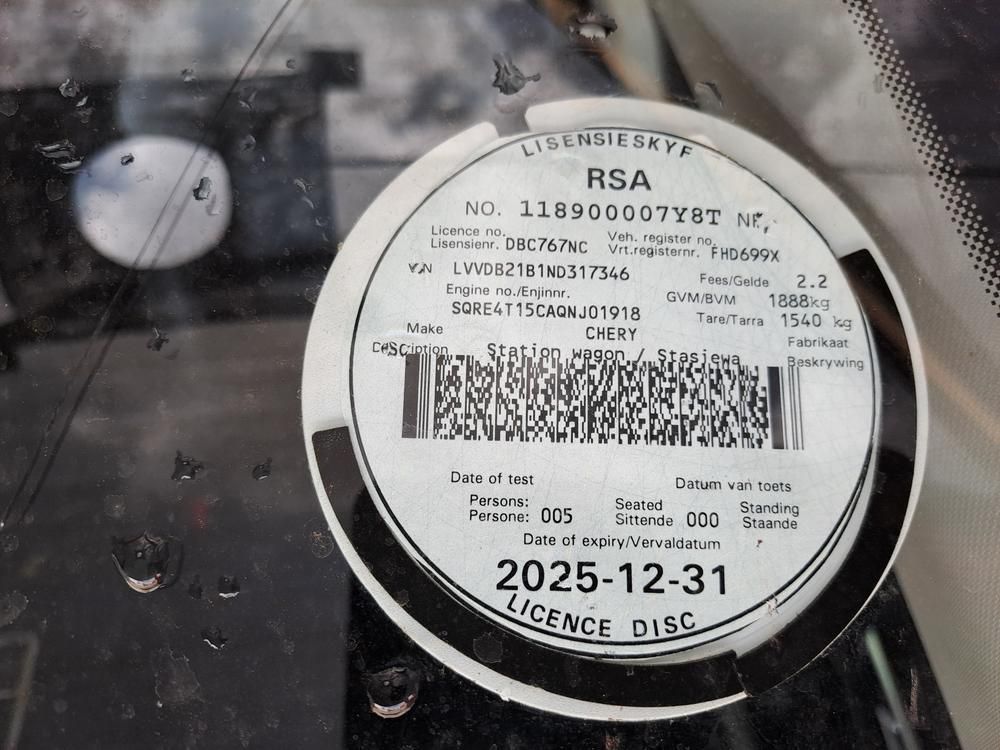 LISENSIESKYF
RSA
NO. 118900007Y8T NR.
Licence no. Veh. register no.
Lisensienr. DBC767NC Vrt.registernr. FHD699X
VIN LVVDB21B1ND317346 Fees/Gelde 2.2
Engine no./Enjinnr. GVM/BVM 1888kg
SQRE4T15CAQNJ01918 Tare/Tarra 1540 kg
Make CHERY Fabrikaat
Description Station wagon / Stasiewa Beskrywing
Date of test Datum van toets
Persons: Seated Standing
Persone: 005 Sittende 000 Staande
Date of expiry/Vervaldatum
2025-12-31
LICENCE DISC